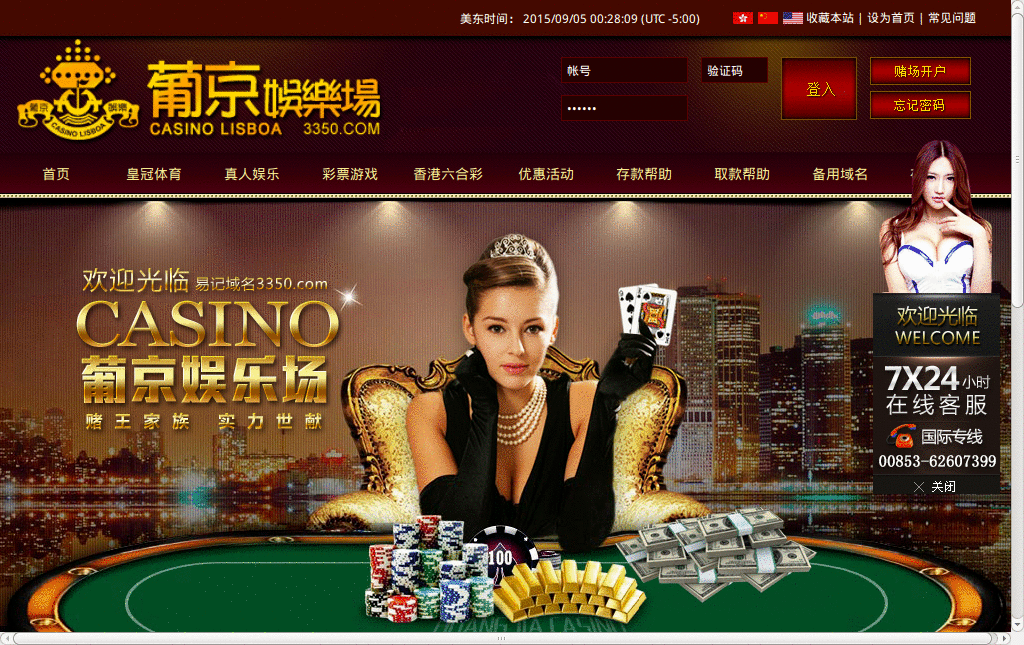 美东时间： 2015/09/05 00:28:09 (UTC -5:00)
收藏本站 | 设为首页 | 常见问题
葡京娛樂場
CASINO LISBOA 3350.COM
葡京 娛樂
CASINO LISBOA
帐号
验证码
••••••
登入
赌场开户
忘记密码
首页 皇冠体育 真人娱乐 彩票游戏 香港六合彩 优惠活动 存款帮助 取款帮助 备用域名
欢迎光临 易记域名3350.com
CASINO
葡京娱乐场
赌王家族 实力世献
欢迎光临
WELCOME
7X24小时
在线客服
国际专线
00853-62607399
关闭
100